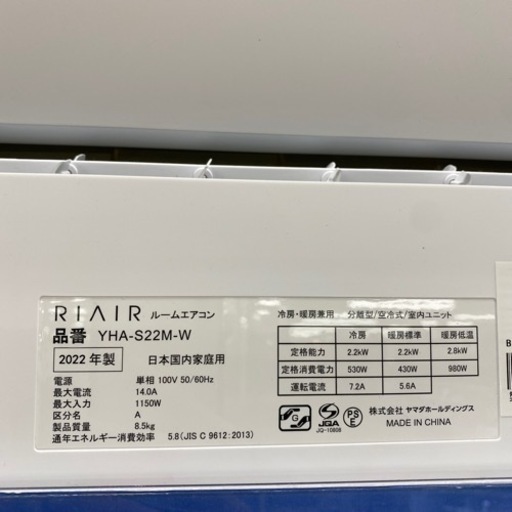 RIAIR ルームエアコン
品番 YHA-S22M-W
2022年製 日本国内家庭用
電源 単相 100V 50/60Hz
最大電流 14.0A
最大入力 1150W
区分名 A
製品質量 8.5kg
通年エネルギー消費効率 5.8(JIS C 9612:2013)
冷房・暖房兼用 分離型/空冷式/室内ユニット
冷房 暖房標準 暖房低温
定格能力 2.2kW 2.2kW 2.8kW
定格消費電力 530W 430W 980W
運転電流 7.2A 5.6A
G JQA PSE
JQ-10808
株式会社 ヤマダホールディングス
MADE IN CHINA
B